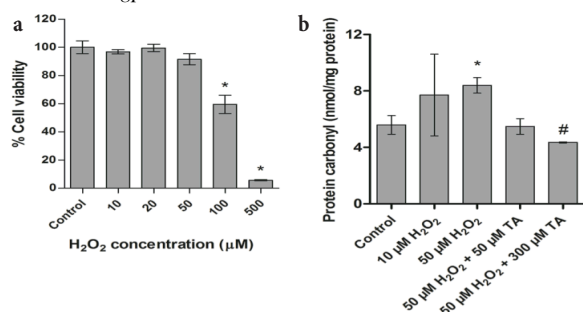 a
120
100
80
60
40
20
0
% Cell viability
*
*
Control
10
20
50
100
500
H₂O₂ concentration (μM)
b
12
8
4
0
Protein carbonyl (nmol/mg protein)
*
#
Control
10 μM H₂O₂
50 μM H₂O₂
50 μM H₂O₂ + 50 μM TA
50 μM H₂O₂ + 300 μM TA